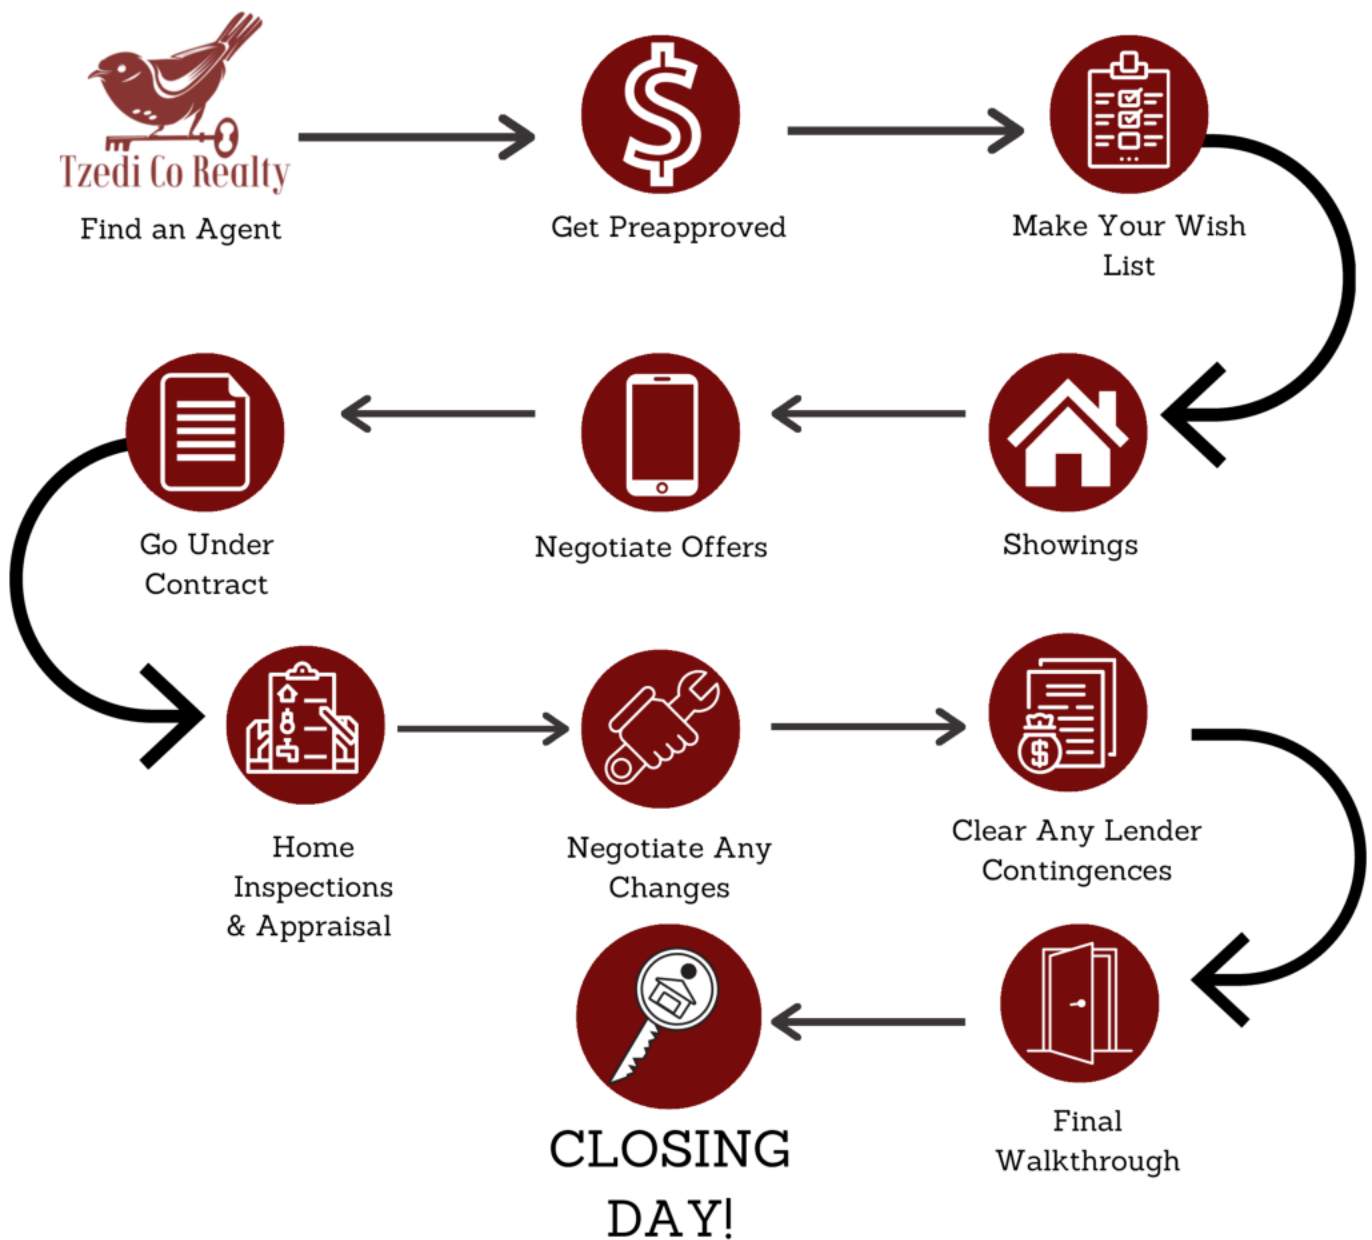 Tzedi Co Realty
Find an Agent
Get Preapproved
Make Your Wish
List
Showings
Negotiate Offers
Go Under
Contract
Home
Inspections
& Appraisal
Negotiate Any
Changes
Clear Any Lender
Contingences
Final
Walkthrough
CLOSING
DAY!